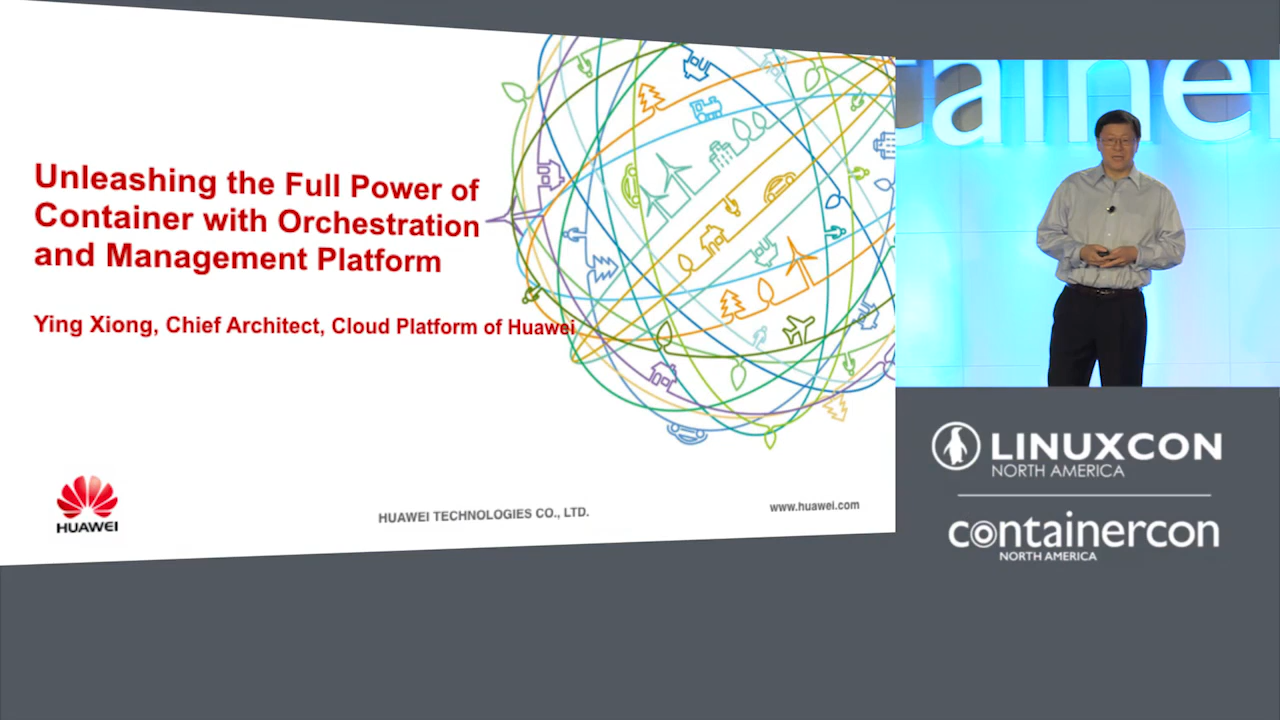 Unleashing the Full Power of
Container with Orchestration
and Management Platform
Ying Xiong, Chief Architect, Cloud Platform of Huawei
HUAWEI
HUAWEI TECHNOLOGIES CO., LTD.
www.huawei.com
tainer
LINUXCON
NORTH AMERICA
containercon
NORTH AMERICA